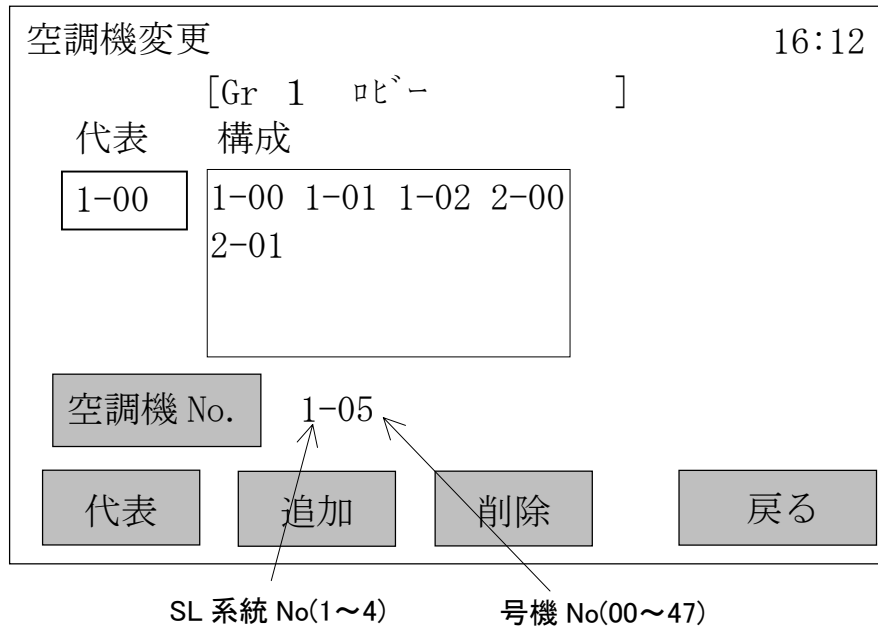 空調機変更 16:12
[Gr 1 ﾛﾋﾞｰ ]
代表 構成
1-00 1-00 1-01 1-02 2-00
2-01
空調機 No. 1-05
代表 追加 削除 戻る
SL 系統 No(1～4) 号機 No(00～47)